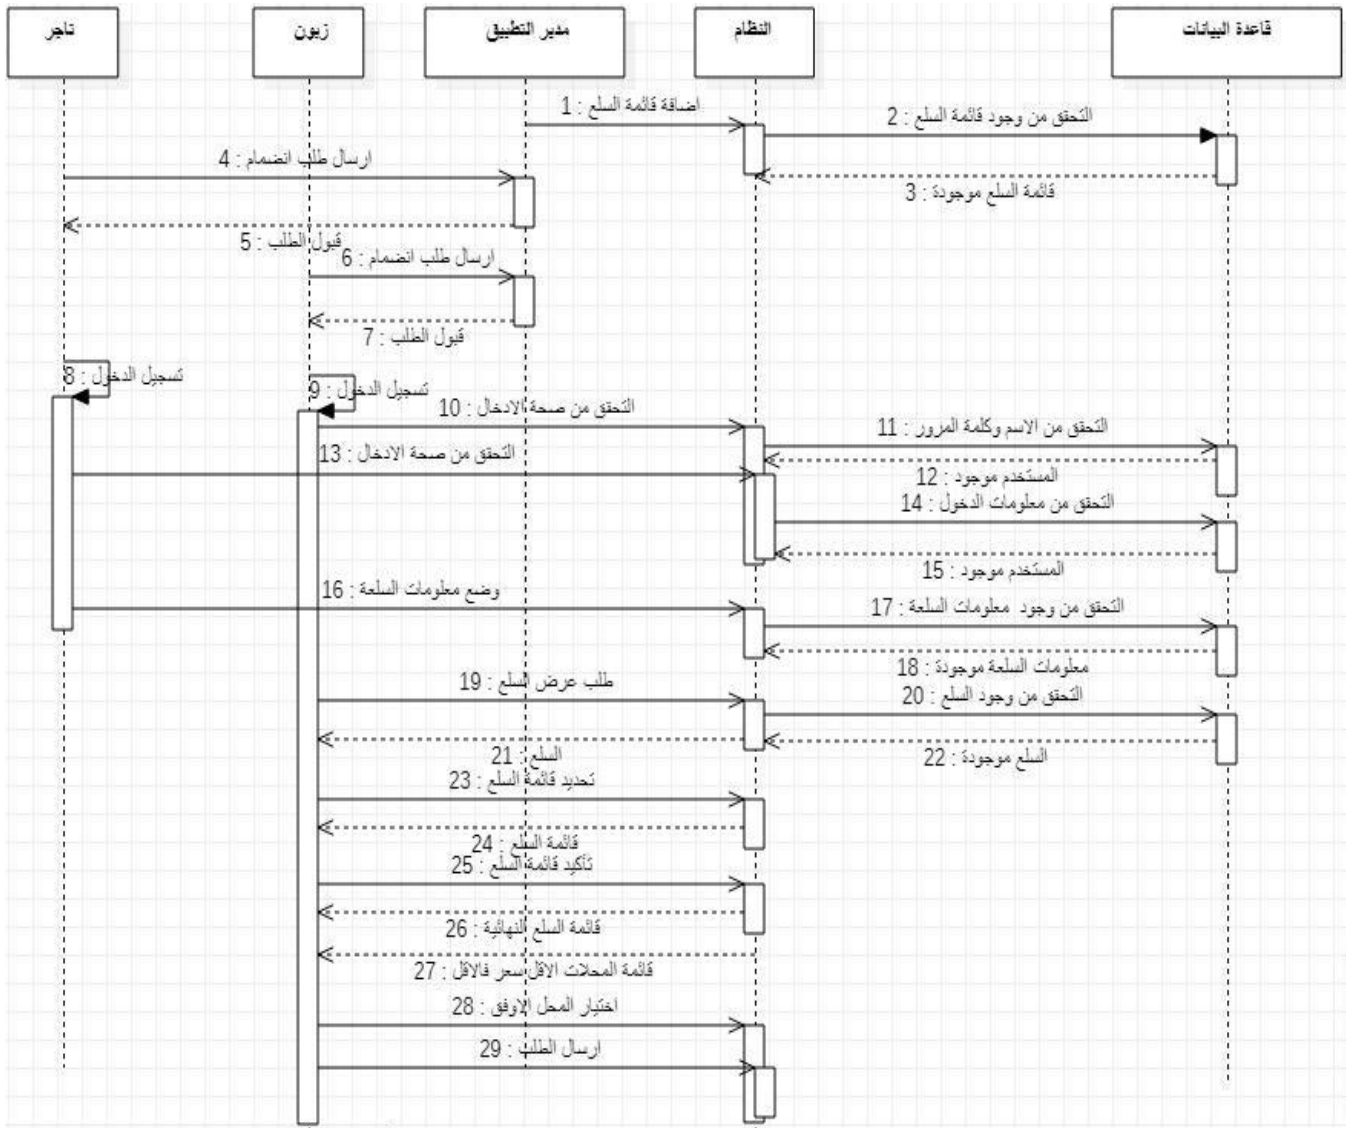 تاجر
زبون
مدير التطبيق
النظام
قاعدة البيانات
1 : اضافة قائمة السلع
2 : التحقق من وجود قائمة السلع
3 : قائمة السلع موجودة
4 : ارسال طلب انضمام
5 : قبول الطلب
6 : ارسال طلب انضمام
7 : قبول الطلب
8 : تسجيل الدخول
9 : تسجيل الدخول
10 : التحقق من صحة الادخال
11 : التحقق من الاسم وكلمة المرور
12 : المستخدم موجود
13 : التحقق من صحة الادخال
14 : التحقق من معلومات الدخول
15 : المستخدم موجود
16 : وضع معلومات السلعة
17 : التحقق من وجود معلومات السلعة
18 : معلومات السلعة موجودة
19 : طلب عرض السلع
20 : التحقق من وجود السلع
21 : السلع
22 : السلع موجودة
23 : تحديد قائمة السلع
24 : قائمة السلع
25 : تأكيد قائمة السلع
26 : قائمة السلع النهائية
27 : قائمة المحلات الاقل سعر فالاقل
28 : اختيار المحل الاوفق
29 : ارسال الطلب